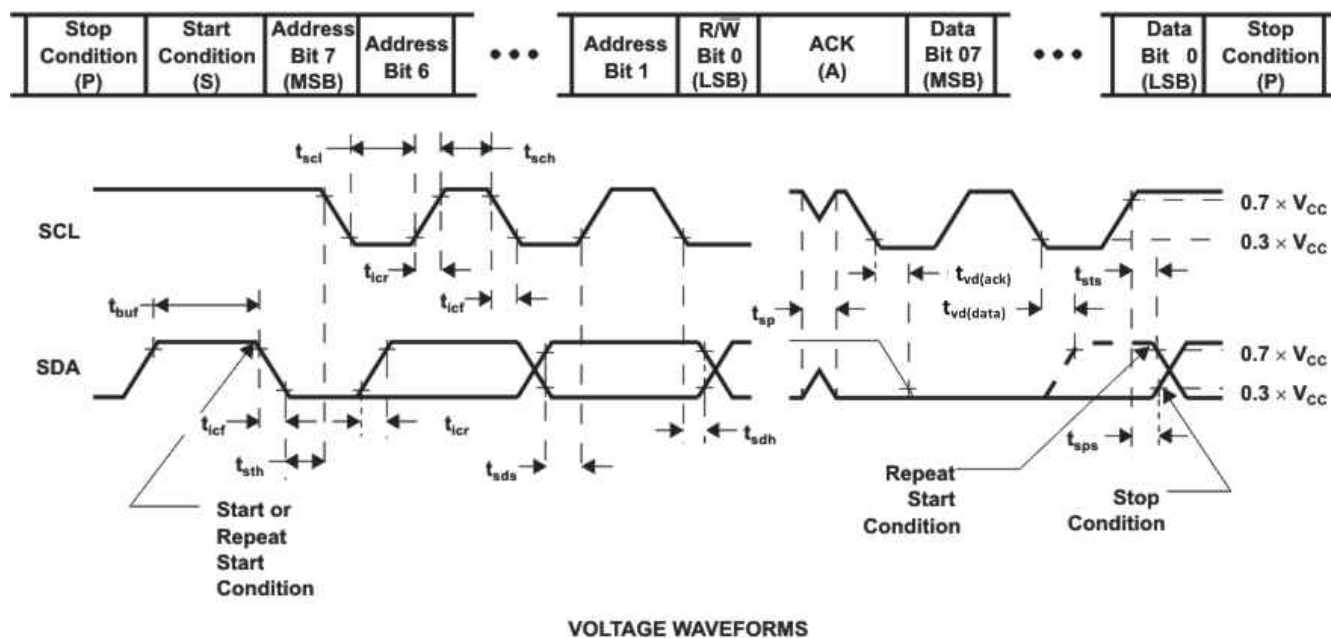 Stop
Condition
(P)
Start
Condition
(S)
Address
Bit 7
(MSB)
Address
Bit 6
• • •
Address
Bit 1
R/W̅
Bit 0
(LSB)
ACK
(A)
Data
Bit 07
(MSB)
• • •
Data
Bit 0
(LSB)
Stop
Condition
(P)
tscl
tsch
0.7 × VCC
SCL
0.3 × VCC
ticr
tvd(ack)
tsts
tbuf
ticf
tsp
tvd(data)
SDA
0.7 × VCC
0.3 × VCC
ticf
ticr
tsdh
tsps
tsth
tsds
Start or
Repeat
Start
Condition
Repeat
Start
Condition
Stop
Condition
VOLTAGE WAVEFORMS